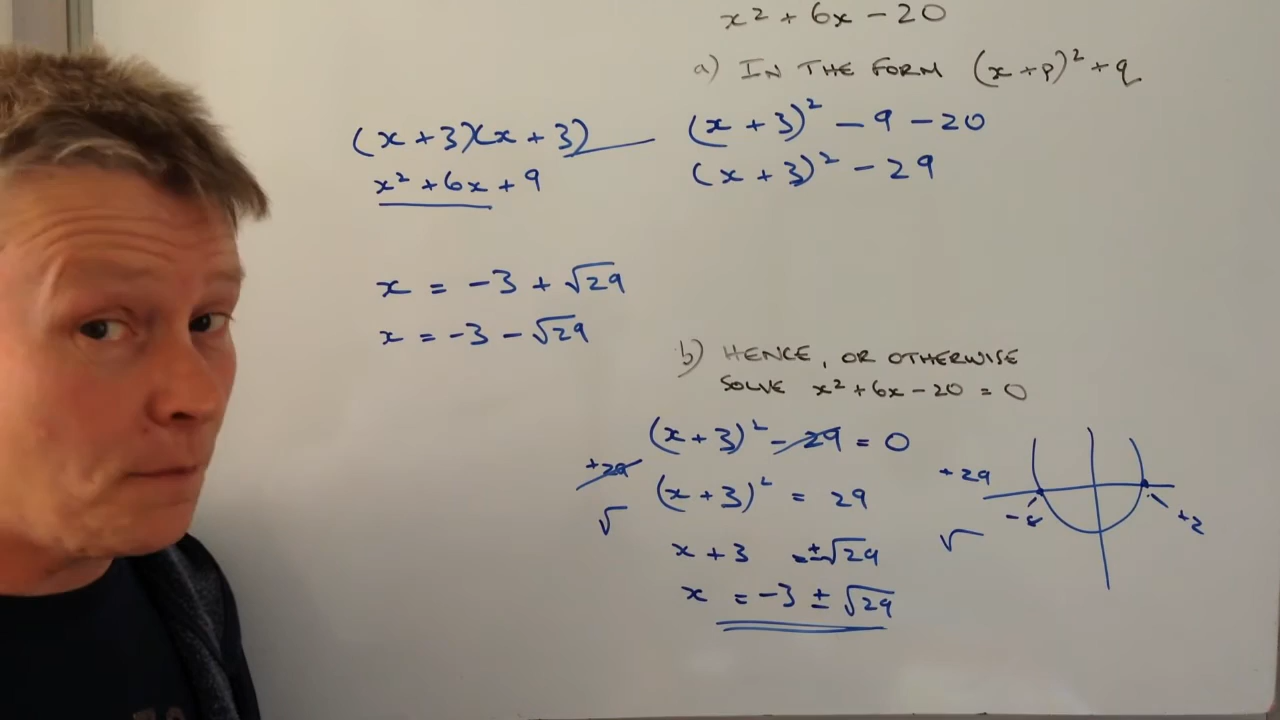 x² + 6x - 20
a) IN THE FORM (x + p)² + q
(x + 3)(x + 3)
x² + 6x + 9
(x + 3)² - 9 - 20
(x + 3)² - 29
x = -3 + √29
x = -3 - √29
b) HENCE, OR OTHERWISE
SOLVE x² + 6x - 20 = 0
(x + 3)² - 29 = 0
+29
(x + 3)² = 29
+29
√
x + 3 = ±√29
√
x = -3 ± √29
+2